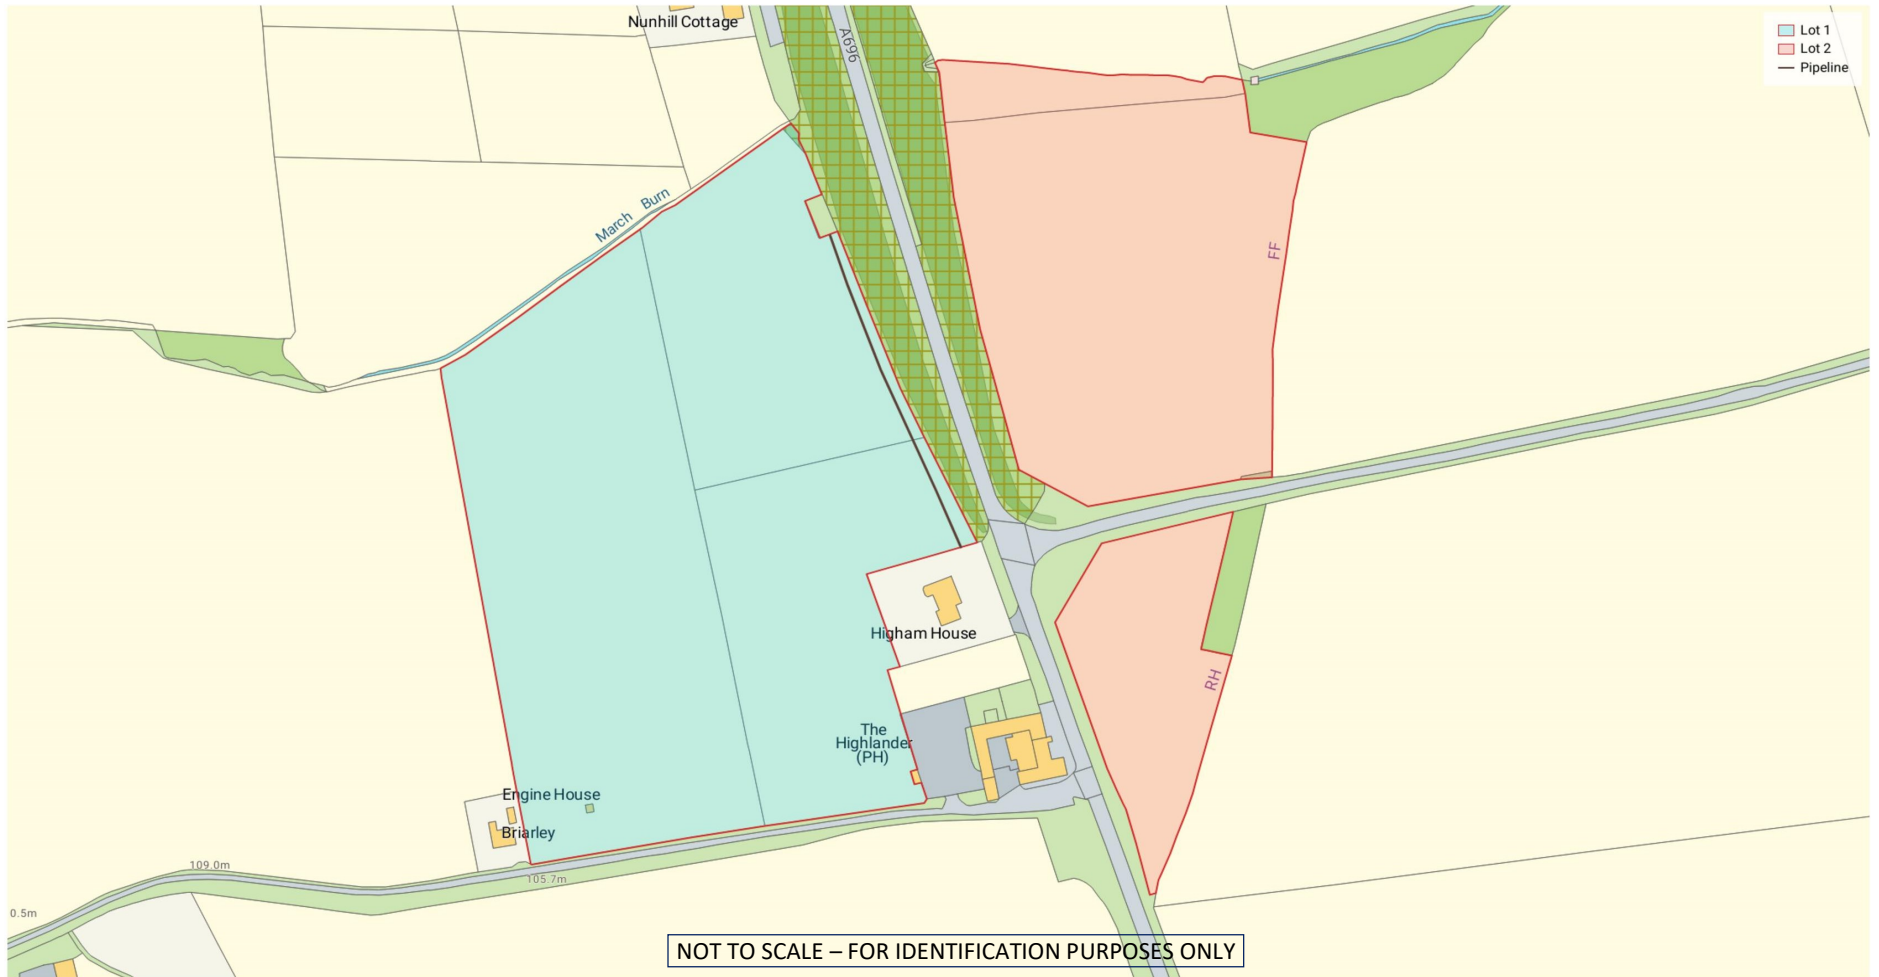 Nunhill Cottage
A696
Lot 1
Lot 2
Pipeline
March Burn
FF
Higham House
RH
The
Highlander
(PH)
Engine House
Briarley
109.0m
105.7m
0.5m
NOT TO SCALE – FOR IDENTIFICATION PURPOSES ONLY